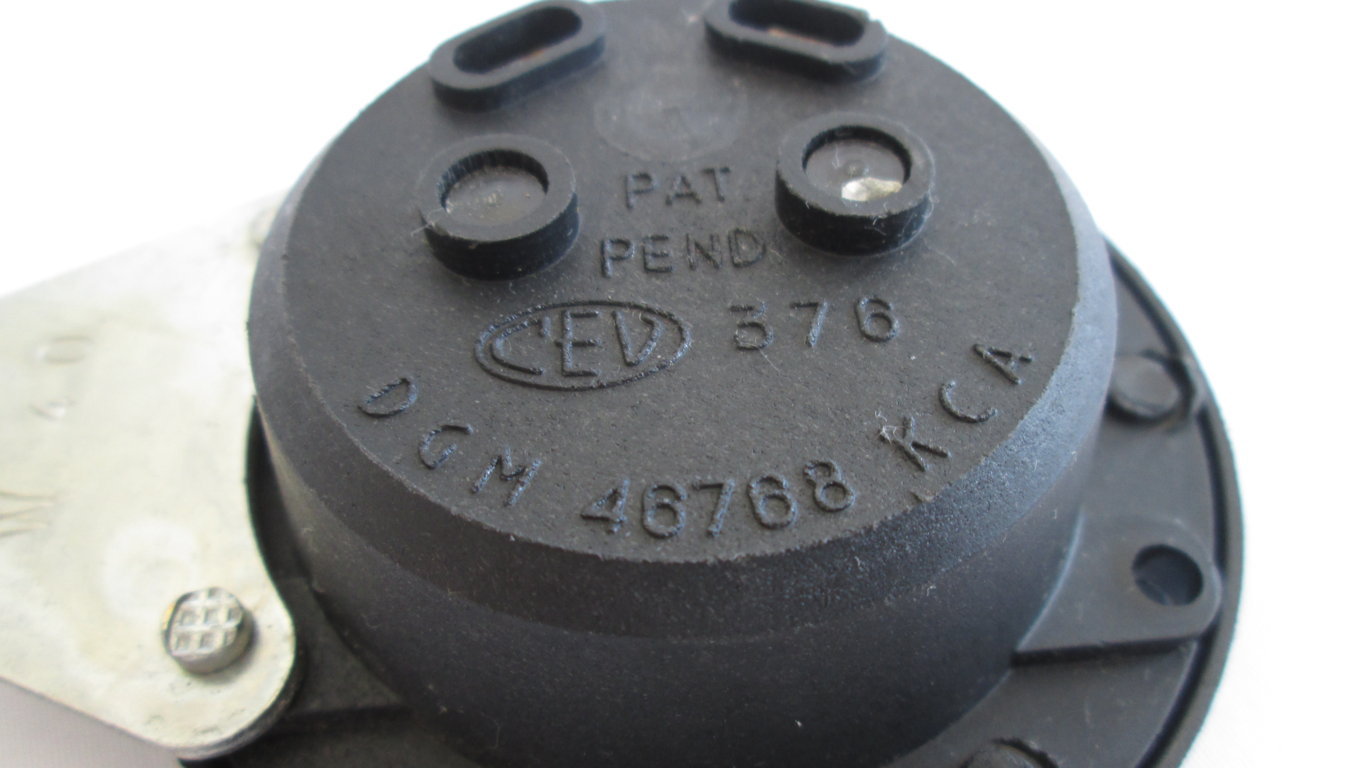 PAT.
PEND.
CEV 376
DGM 46768 KCA